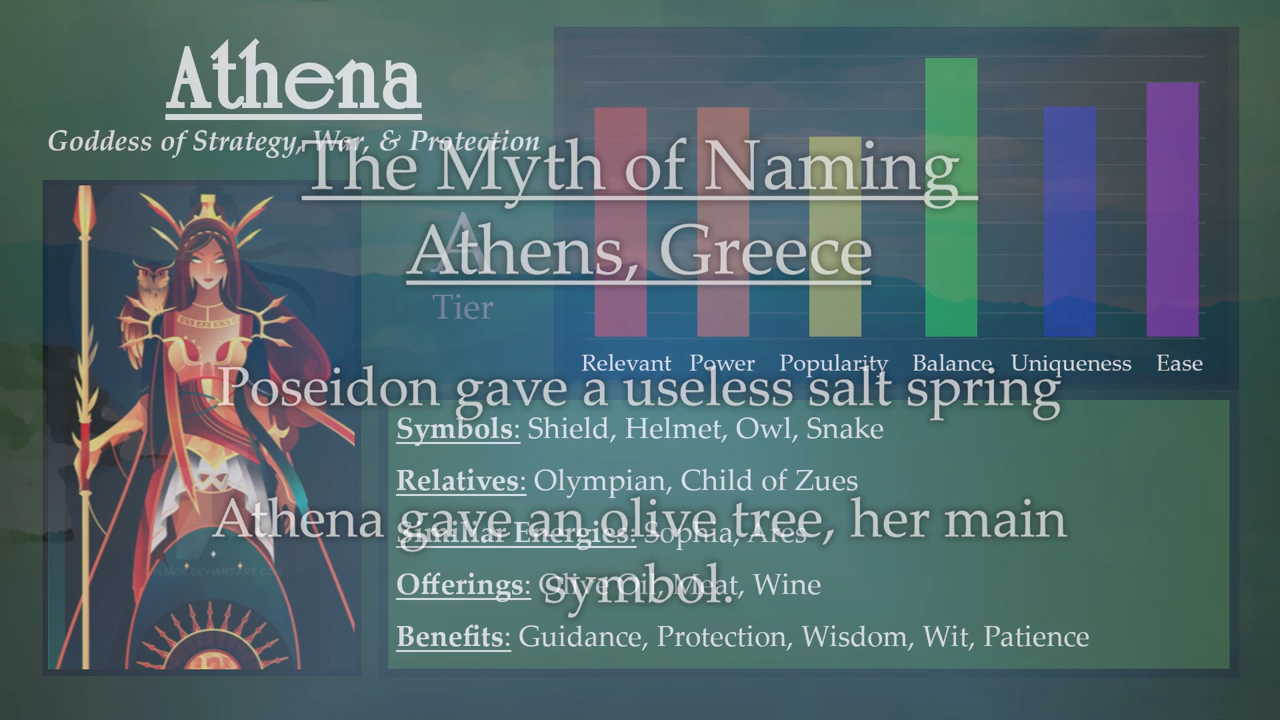 Athena
Goddess of Strategy, War, & Protection
The Myth of Naming
Athens, Greece
A
Tier
Relevant Power Popularity Balance Uniqueness Ease
Poseidon gave a useless salt spring
Symbols: Shield, Helmet, Owl, Snake
Relatives: Olympian, Child of Zues
Athena gave an olive tree, her main
symbol.
Similiar Energies: Sophia, Ares
Offerings: Olive Oil, Meat, Wine
Benefits: Guidance, Protection, Wisdom, Wit, Patience